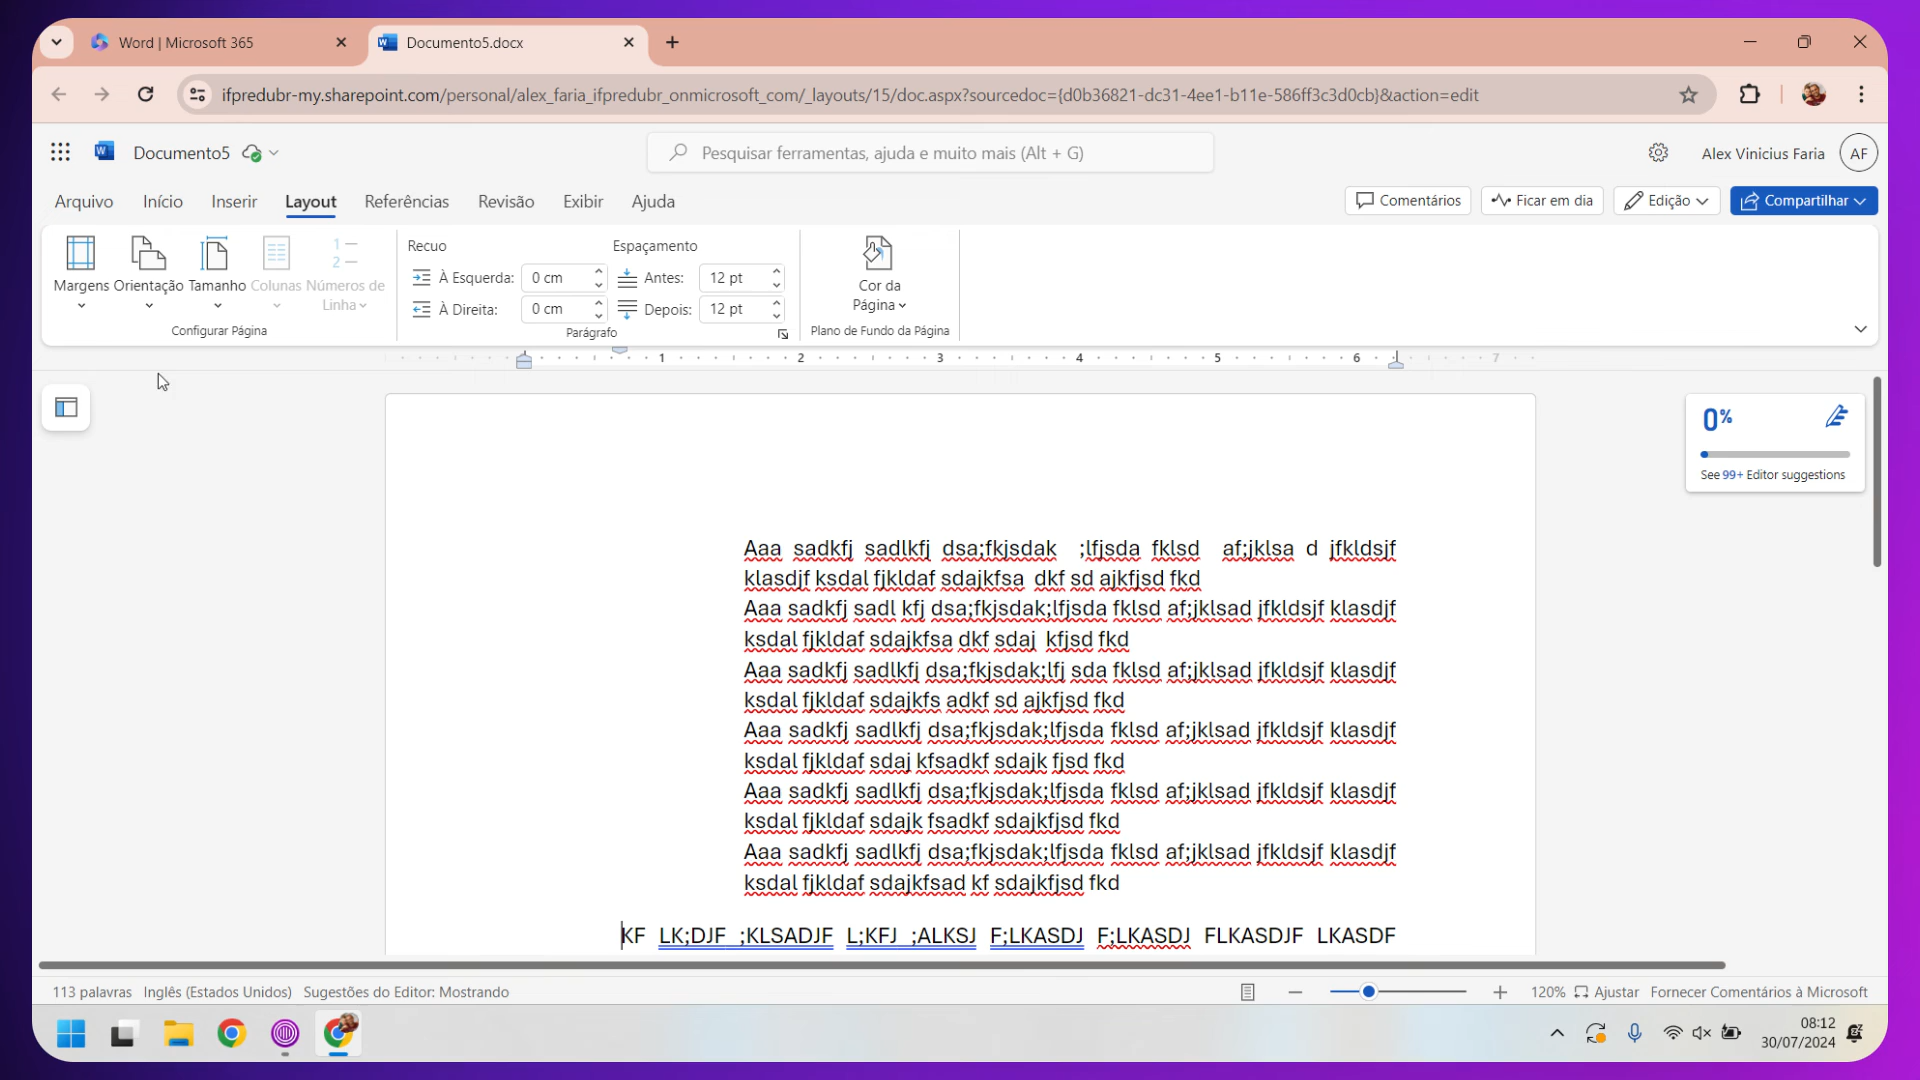 Word | Microsoft 365
Documento5.docx
ifpredubr-my.sharepoint.com/personal/alex_faria_ifpredubr_onmicrosoft_com/_layouts/15/doc.aspx?sourcedoc={d0b36821-dc31-4ee1-b11e-586ff3c3d0cb}&action=edit
Documento5
Pesquisar ferramentas, ajuda e muito mais (Alt + G)
Alex Vinicius Faria
AF
Arquivo Início Inserir Layout Referências Revisão Exibir Ajuda
Comentários Ficar em dia Edição Compartilhar
Recuo Espaçamento
Margens Orientação Tamanho Colunas Números de Linha
À Esquerda: 0 cm Antes: 12 pt
À Direita: 0 cm Depois: 12 pt
Cor da Página
Configurar Página Parágrafo Plano de Fundo da Página
1 2 3 4 5 6 7
0%
See 99+ Editor suggestions
Aaa sadkfj sadlkfj dsa;fkjsdak ;lfjsda fklsd af;jklsa d jfkldsjf
klasdjf ksdal fjkldaf sdajkfsa dkf sd ajkfjsd fkd
Aaa sadkfj sadl kfj dsa;fkjsdak;lfjsda fklsd af;jklsad jfkldsjf klasdjf
ksdal fjkldaf sdajkfsa dkf sdaj kfjsd fkd
Aaa sadkfj sadlkfj dsa;fkjsdak;lfj sda fklsd af;jklsad jfkldsjf klasdjf
ksdal fjkldaf sdajkfs adkf sd ajkfjsd fkd
Aaa sadkfj sadlkfj dsa;fkjsdak;lfjsda fklsd af;jklsad jfkldsjf klasdjf
ksdal fjkldaf sdaj kfsadkf sdajk fjsd fkd
Aaa sadkfj sadlkfj dsa;fkjsdak;lfjsda fklsd af;jklsad jfkldsjf klasdjf
ksdal fjkldaf sdajk fsadkf sdajkfjsd fkd
Aaa sadkfj sadlkfj dsa;fkjsdak;lfjsda fklsd af;jklsad jfkldsjf klasdjf
ksdal fjkldaf sdajkfsad kf sdajkfjsd fkd
KF LK;DJF ;KLSADJF L;KFJ ;ALKSJ F;LKASDJ F;LKASDJ FLKASDJF LKASDF
113 palavras Inglês (Estados Unidos) Sugestões do Editor: Mostrando
120% Ajustar Fornecer Comentários à Microsoft
08:12
30/07/2024